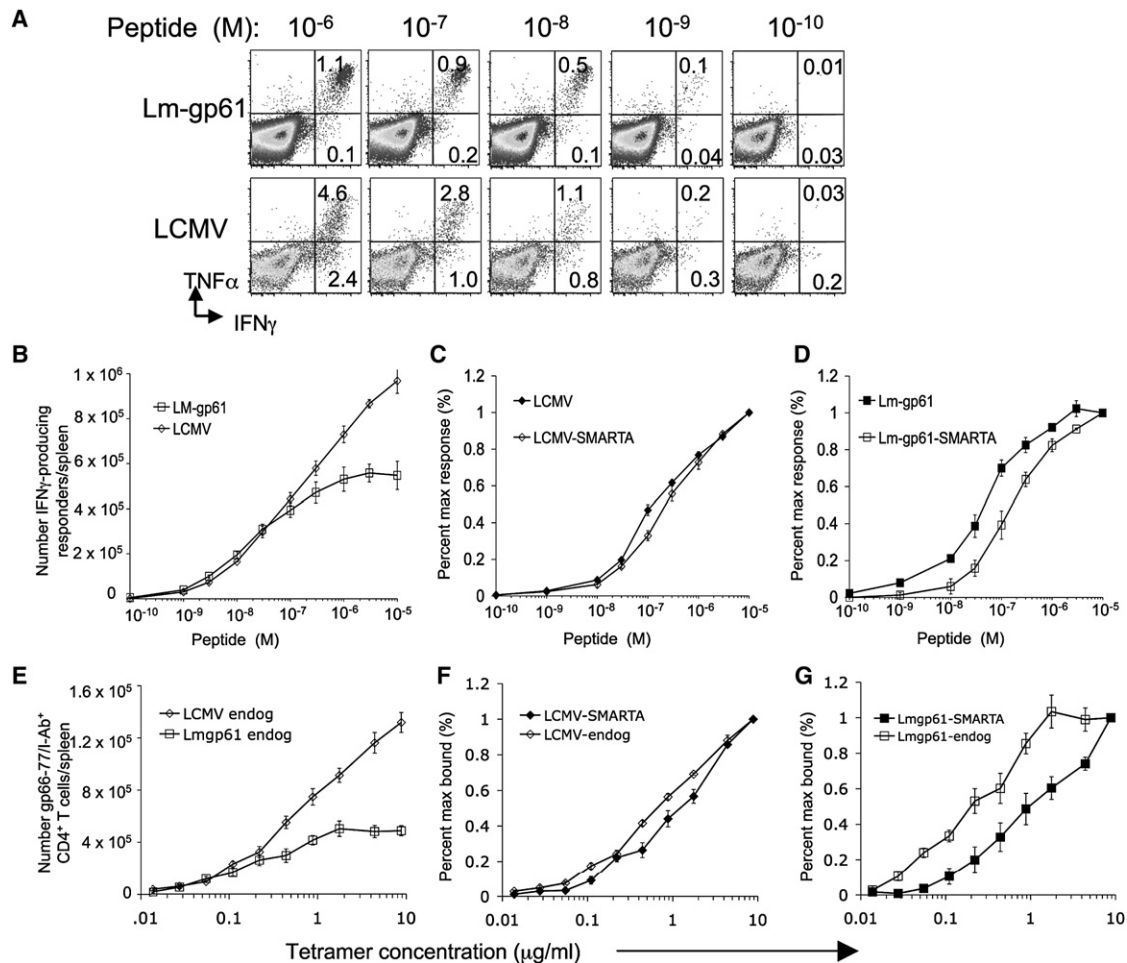 A
Peptide (M): 10⁻⁶ 10⁻⁷ 10⁻⁸ 10⁻⁹ 10⁻¹⁰
Lm-gp61
1.1 0.9 0.5 0.1 0.01
0.1 0.2 0.1 0.04 0.03
LCMV
4.6 2.8 1.1 0.2 0.03
2.4 1.0 0.8 0.3 0.2
TNFα
IFNγ
B
Number IFNγ-producing
responders/spleen
1 x 10⁶
8 x 10⁵
6 x 10⁵
4 x 10⁵
2 x 10⁵
0
LM-gp61
LCMV
10⁻¹⁰ 10⁻⁹ 10⁻⁸ 10⁻⁷ 10⁻⁶ 10⁻⁵
Peptide (M)
C
Percent max response (%)
1.2
1
0.8
0.6
0.4
0.2
0
LCMV
LCMV-SMARTA
10⁻¹⁰ 10⁻⁹ 10⁻⁸ 10⁻⁷ 10⁻⁶ 10⁻⁵
Peptide (M)
D
Percent max response (%)
1.2
1
0.8
0.6
0.4
0.2
0
Lm-gp61
Lm-gp61-SMARTA
10⁻¹⁰ 10⁻⁹ 10⁻⁸ 10⁻⁷ 10⁻⁶ 10⁻⁵
Peptide (M)
E
Number gp66-77/I-Ab⁺
CD4⁺ T cells/spleen
1.6 x 10⁵
1.2 x 10⁵
8 x 10⁵
4 x 10⁵
0
LCMV endog
Lmgp61 endog
.01 0.1 1 10
F
Percent max bound (%)
1.2
1
0.8
0.6
0.4
0.2
0
LCMV-SMARTA
LCMV-endog
.01 0.1 1 10
G
Percent max bound (%)
1.2
1
0.8
0.6
0.4
0.2
0
Lmgp61-SMARTA
Lmgp61-endog
0.01 0.1 1 10
Tetramer concentration (μg/ml)